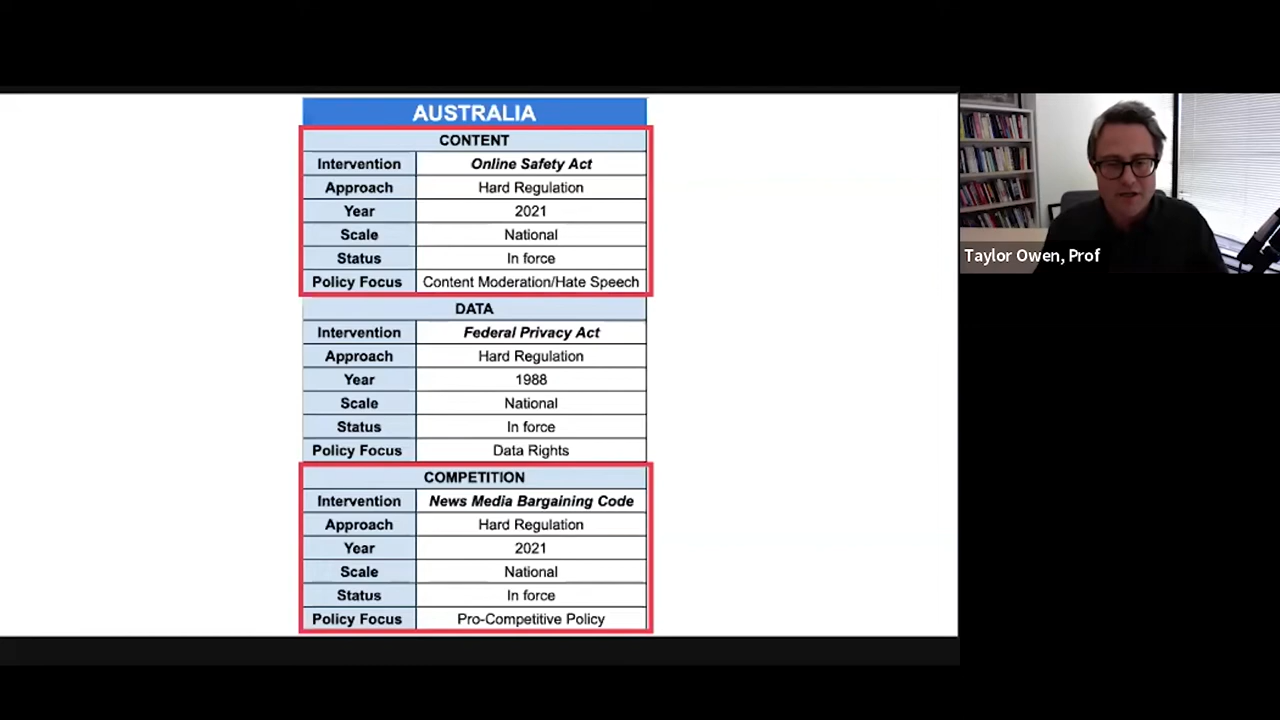 AUSTRALIA
CONTENT
Intervention Online Safety Act
Approach Hard Regulation
Year 2021
Scale National
Status In force
Policy Focus Content Moderation/Hate Speech
DATA
Intervention Federal Privacy Act
Approach Hard Regulation
Year 1988
Scale National
Status In force
Policy Focus Data Rights
COMPETITION
Intervention News Media Bargaining Code
Approach Hard Regulation
Year 2021
Scale National
Status In force
Policy Focus Pro-Competitive Policy
Taylor Owen, Prof